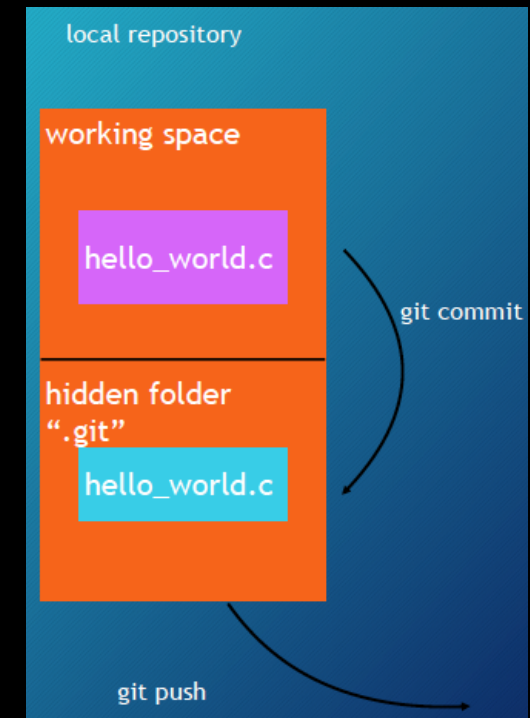 local repository
working space
hello_world.c
git commit
hidden folder
“.git”
hello_world.c
git push